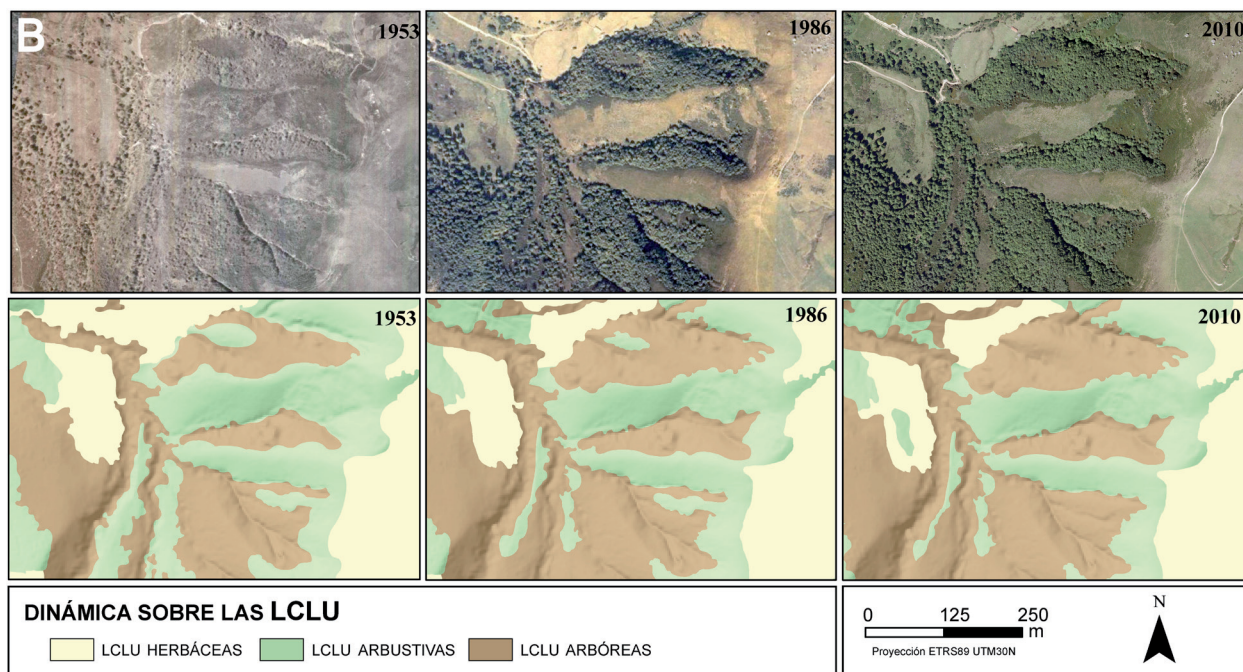 B
1953
1986
2010
1953
1986
2010
DINÁMICA SOBRE LAS LCLU
LCLU HERBÁCEAS
LCLU ARBUSTIVAS
LCLU ARBÓREAS
0 125 250
m
Proyección ETRS89 UTM30N
N